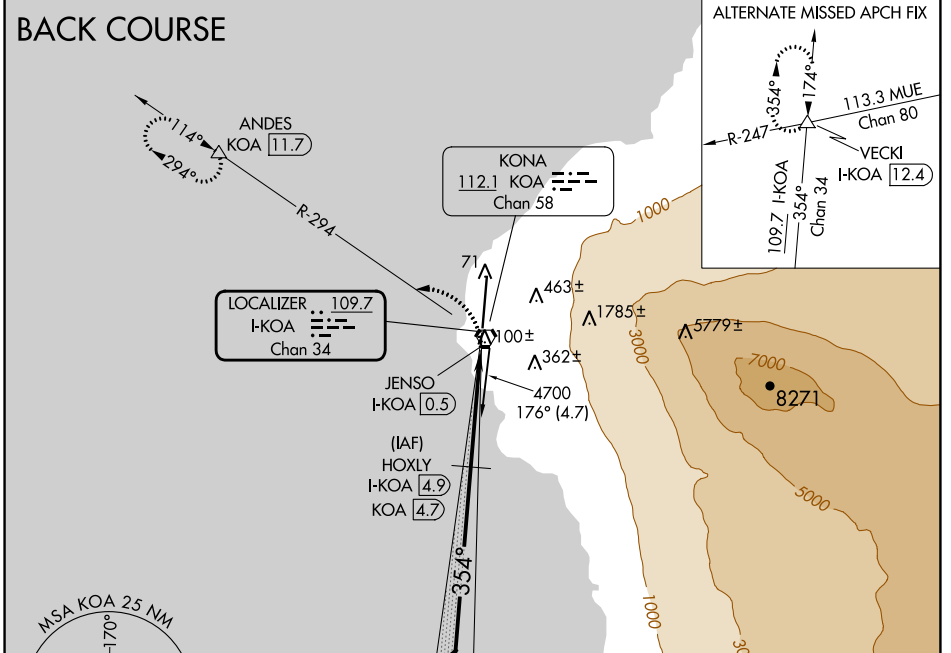 BACK COURSE
ALTERNATE MISSED APCH FIX
354°
174°
113.3 MUE
Chan 80
R-247
VECKI
I-KOA 12.4
109.7 I-KOA
354°
Chan 34
114°
294°
ANDES
KOA 11.7
R-294
KONA
112.1 KOA
Chan 58
1000
71
463±
1785±
5779±
LOCALIZER 109.7
I-KOA
Chan 34
100±
362±
3000
7000
8271
JENSO
I-KOA 0.5
4700
176° (4.7)
(IAF)
HOXLY
I-KOA 4.9
KOA 4.7
5000
354°
1000
MSA KOA 25 NM
170°